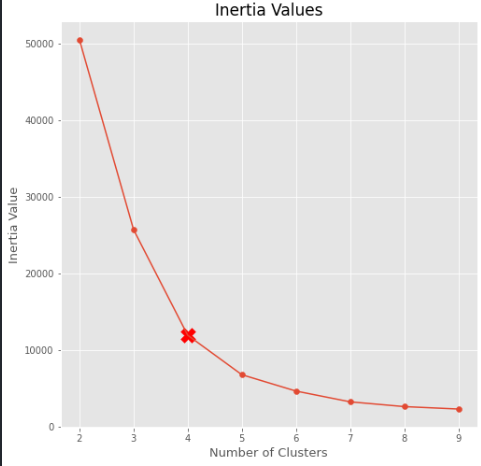 Inertia Values
50000
40000
30000
20000
10000
0
Inertia Value
2 3 4 5 6 7 8 9
Number of Clusters